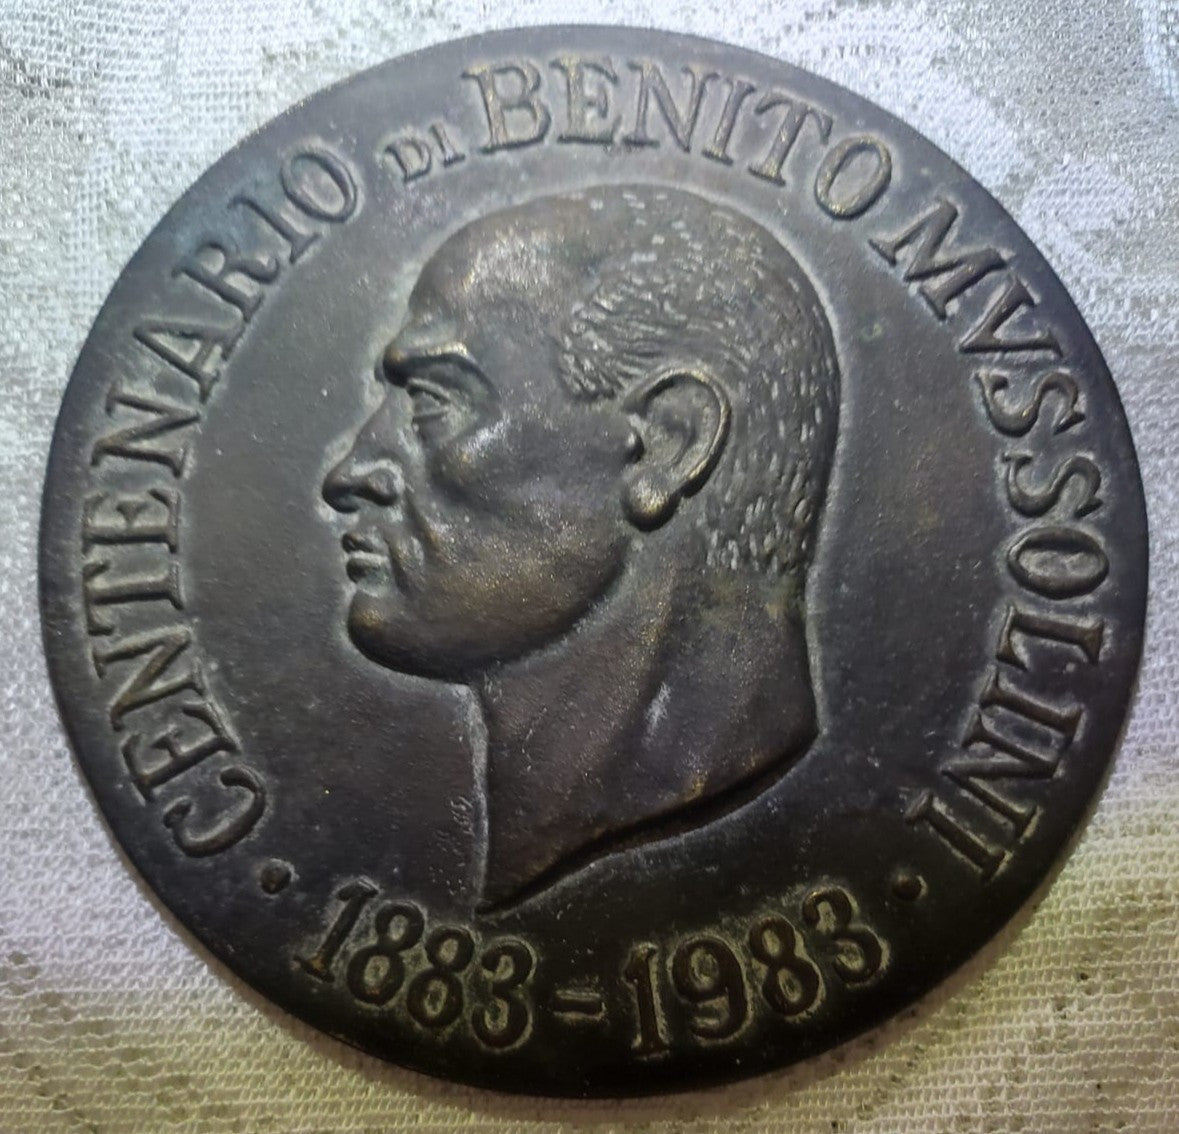 CENTENARIO DI BENITO MVSSOLINI
· 1883-1983 ·